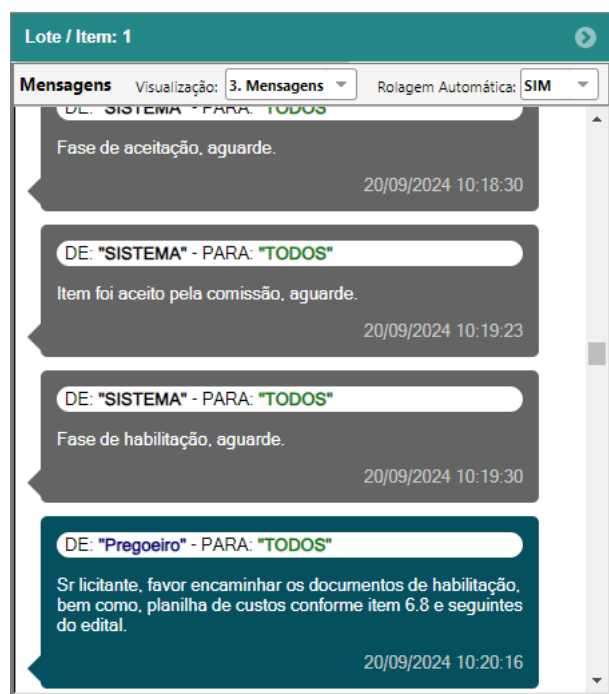 Lote / Item: 1
Mensagens Visualização: 3. Mensagens Rolagem Automática: SIM
DE: "SISTEMA" - PARA: "TODOS"
Fase de aceitação, aguarde.
20/09/2024 10:18:30
DE: "SISTEMA" - PARA: "TODOS"
Item foi aceito pela comissão, aguarde.
20/09/2024 10:19:23
DE: "SISTEMA" - PARA: "TODOS"
Fase de habilitação, aguarde.
20/09/2024 10:19:30
DE: "Pregoeiro" - PARA: "TODOS"
Sr licitante, favor encaminhar os documentos de habilitação,
bem como, planilha de custos conforme item 6.8 e seguintes
do edital.
20/09/2024 10:20:16